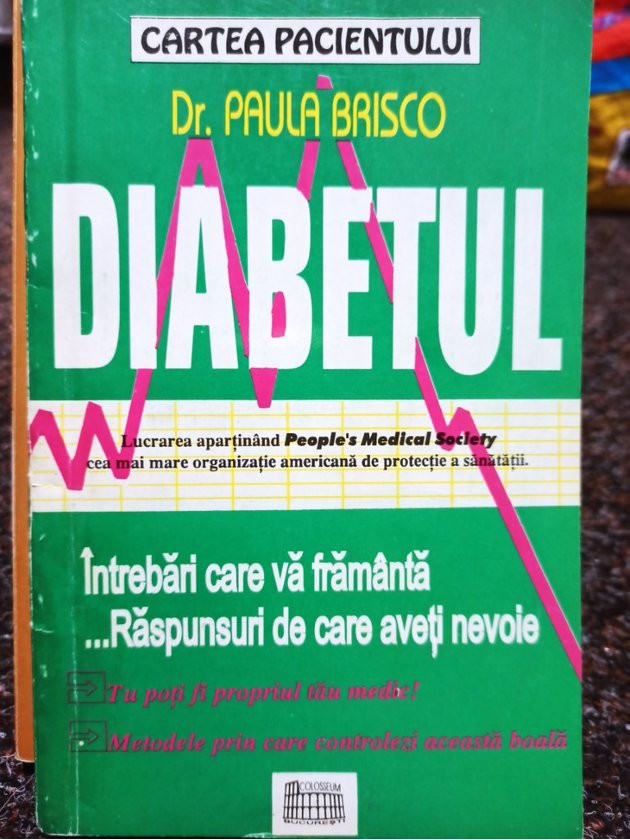 CARTEA PACIENTULUI
Dr. PAULA BRISCO
DIABETUL
Lucrarea aparținând People's Medical Society
cea mai mare organizație americană de protecție a sănătății.
Întrebări care vă frământă
...Răspunsuri de care aveți nevoie
Tu poți fi propriul tău medic!
Metodele prin care controlezi această boală
COLOSSEUM
BUCUREȘTI